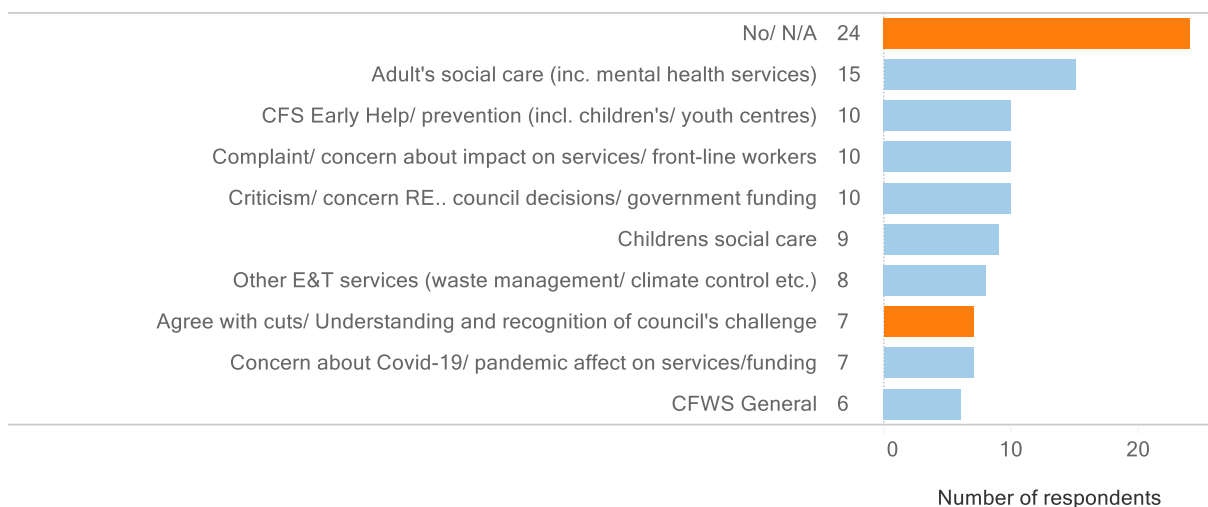 No/ N/A 24
Adult's social care (inc. mental health services) 15
CFS Early Help/ prevention (incl. children's/ youth centres) 10
Complaint/ concern about impact on services/ front-line workers 10
Criticism/ concern RE.. council decisions/ government funding 10
Childrens social care 9
Other E&T services (waste management/ climate control etc.) 8
Agree with cuts/ Understanding and recognition of council's challenge 7
Concern about Covid-19/ pandemic affect on services/funding 7
CFWS General 6
0 10 20
Number of respondents